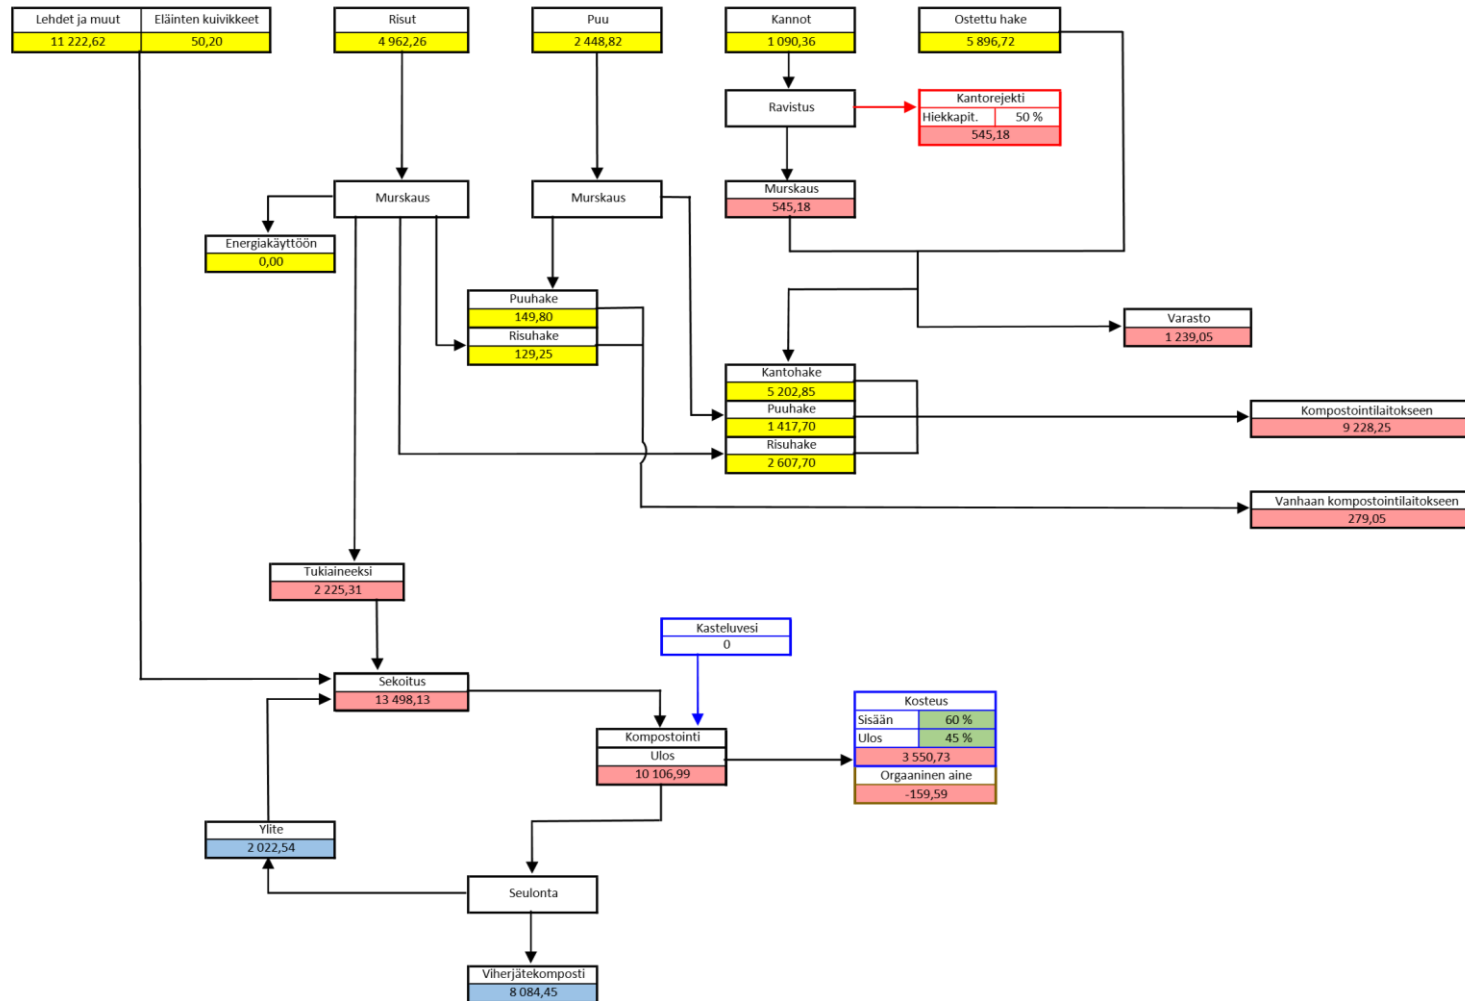 Lehdet ja muut
Eläinten kuivikkeet
11 222,62
50,20
Risut
4 962,26
Puu
2 448,82
Kannot
1 090,36
Ostettu hake
5 896,72
Ravistus
Kantorejekti
Hiekkapit.
50 %
545,18
Murskaus
Murskaus
Murskaus
545,18
Energiakäyttöön
0,00
Puuhake
149,80
Risuhake
129,25
Varasto
1 239,05
Kantohake
5 202,85
Puuhake
1 417,70
Risuhake
2 607,70
Kompostointilaitokseen
9 228,25
Vanhaan kompostointilaitokseen
279,05
Tukiaineeksi
2 225,31
Kasteluvesi
0
Sekoitus
13 498,13
Kompostointi
Ulos
10 106,99
Kosteus
Sisään
60 %
Ulos
45 %
3 550,73
Orgaaninen aine
-159,59
Ylite
2 022,54
Seulonta
Viherjätekomposti
8 084,45